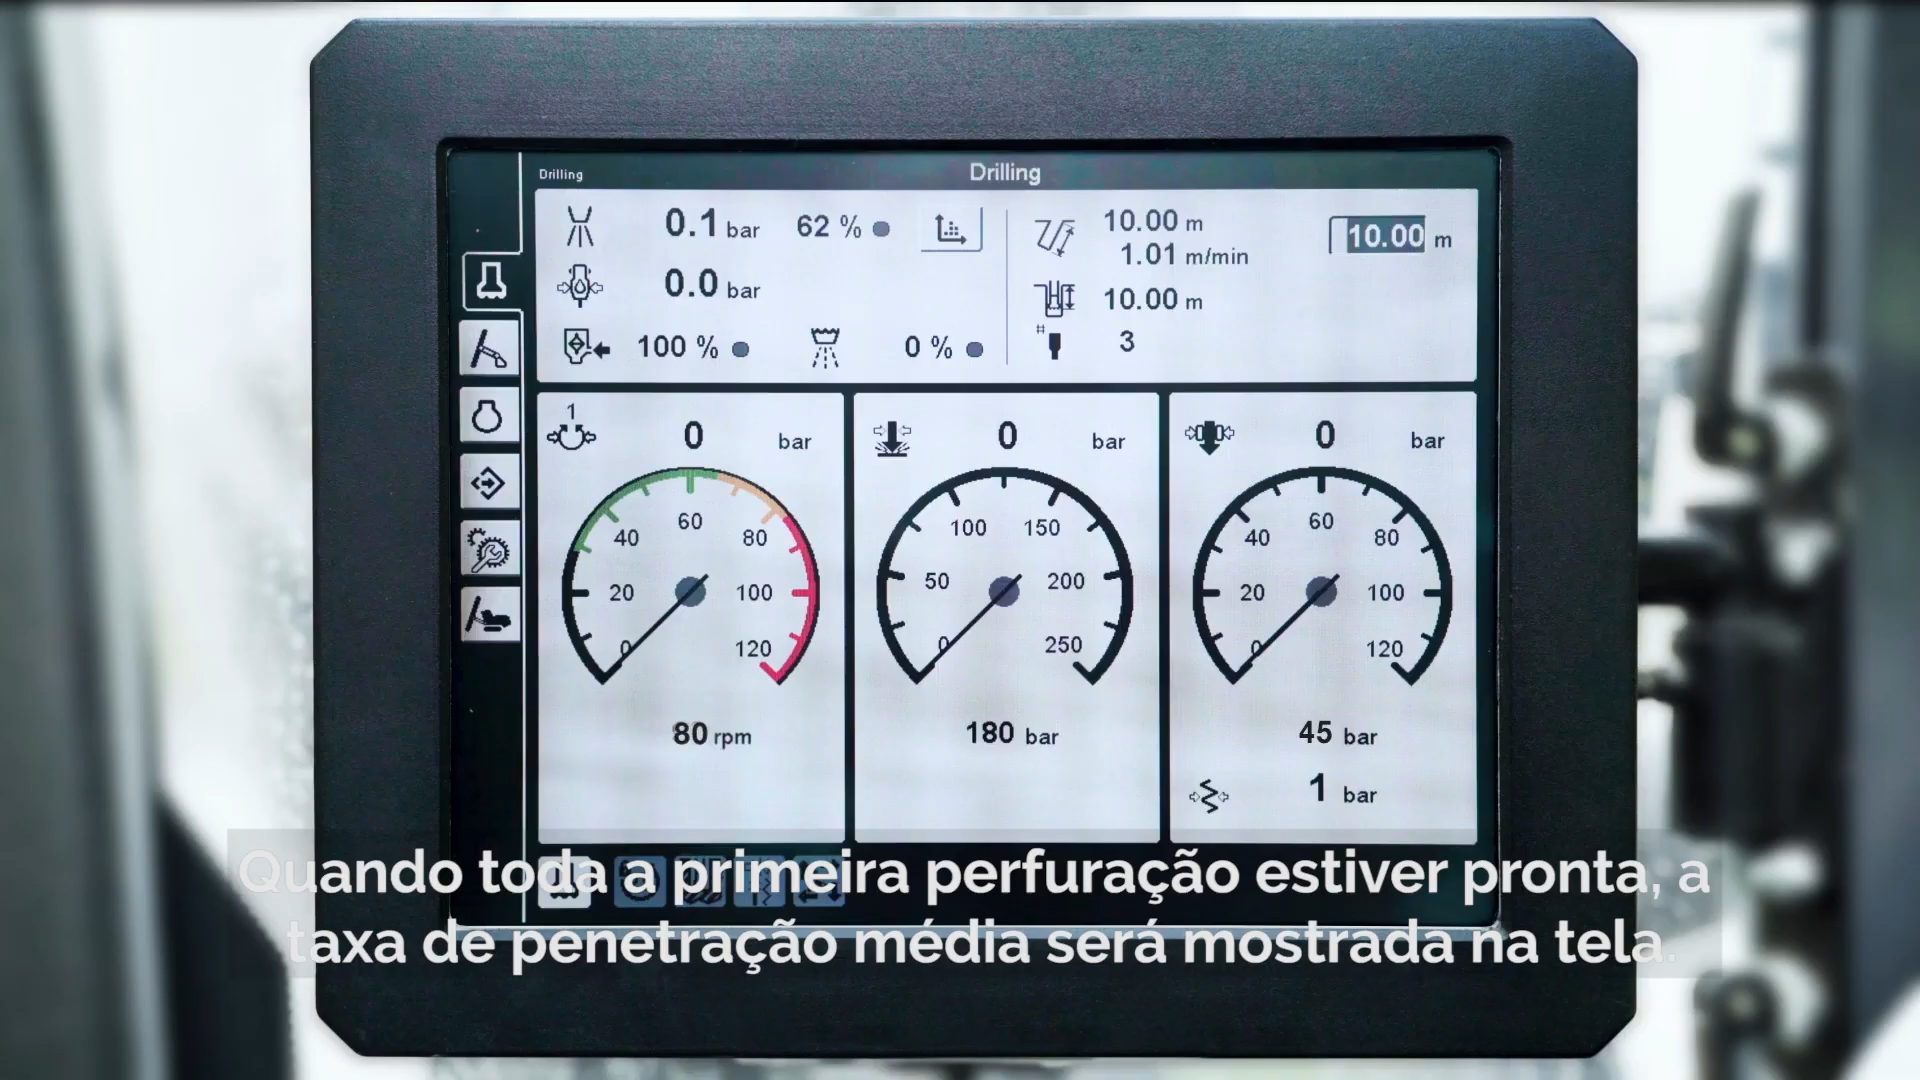 Drilling
Drilling
0.1 bar 62 %
10.00 m
1.01 m/min
10.00 m
0.0 bar
10.00 m
100 % 0 %
# 3
1 0 bar
0 bar
0 bar
0 20 40 60 80 100 120
0 50 100 150 200 250
0 20 40 60 80 100 120
80 rpm
180 bar
45 bar
1 bar
Quando toda a primeira perfuração estiver pronta, a
taxa de penetração média será mostrada na tela.